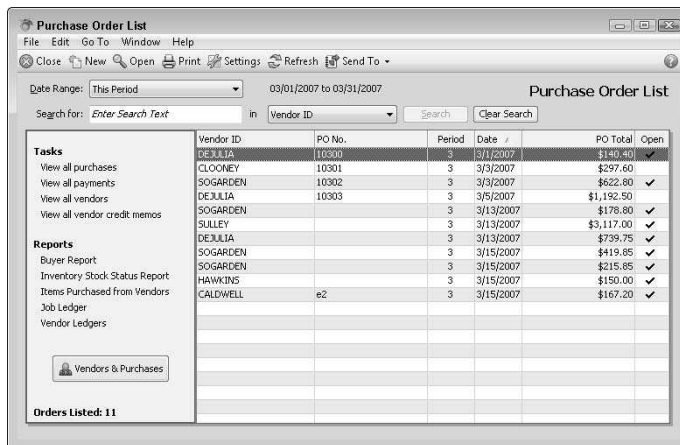 Purchase Order List
File Edit Go To Window Help
Close New Open Print Settings Refresh Send To
Date Range: This Period 03/01/2007 to 03/31/2007 Purchase Order List
Search for: Enter Search Text in Vendor ID Search Clear Search
Tasks
View all purchases
View all payments
View all vendors
View all vendor credit memos
Reports
Buyer Report
Inventory Stock Status Report
Items Purchased from Vendors
Job Ledger
Vendor Ledgers
Vendors & Purchases
Orders Listed: 11
Vendor ID PO No. Period Date PO Total Open
DEJULIA 10300 3 3/1/2007 $140.40 ✔
CLOONEY 10301 3 3/3/2007 $297.60
SOGARDEN 10302 3 3/3/2007 $622.80 ✔
DEJULIA 10303 3 3/5/2007 $1,192.50
SOGARDEN 3 3/13/2007 $178.80 ✔
SULLEY 3 3/13/2007 $3,117.00 ✔
DEJULIA 3 3/13/2007 $739.75 ✔
SOGARDEN 3 3/15/2007 $419.85 ✔
SOGARDEN 3 3/15/2007 $215.85 ✔
HAWKINS 3 3/15/2007 $150.00 ✔
CALDWELL e2 3 3/15/2007 $167.20 ✔